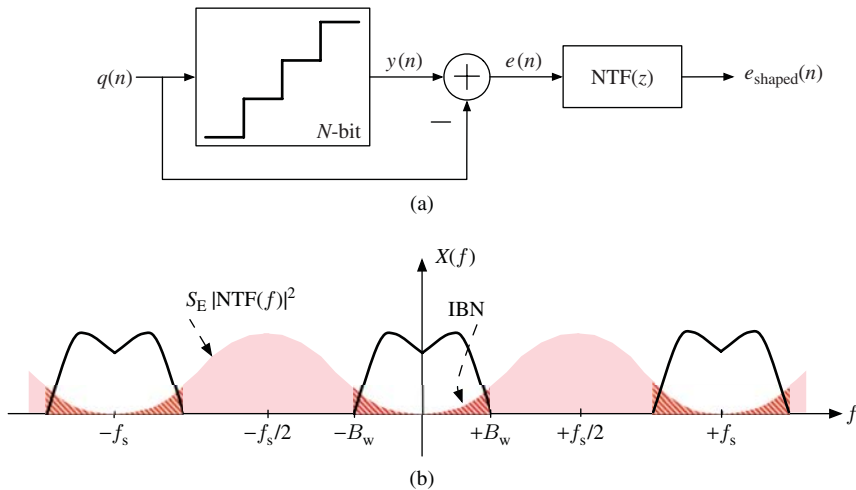 q(n)
y(n)
e(n)
NTF(z)
e_shaped(n)
+
—
N-bit
(a)
X(f)
S_E |NTF(f)|^2
IBN
−f_s
−f_s/2
−B_w
+B_w
+f_s/2
+f_s
f
(b)